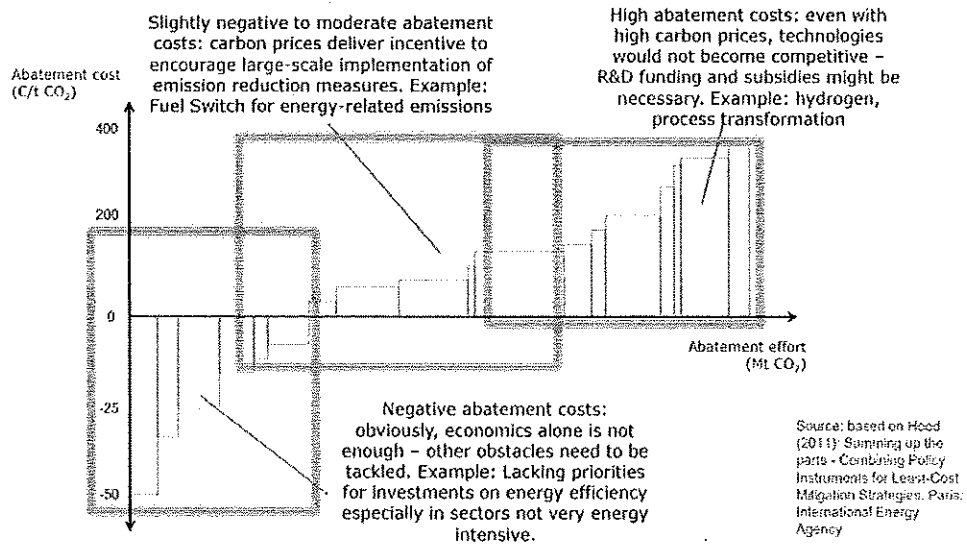 Slightly negative to moderate abatement
costs: carbon prices deliver incentive to
encourage large-scale implementation of
emission reduction measures. Example:
Fuel Switch for energy-related emissions
High abatement costs: even with
high carbon prices, technologies
would not become competitive –
R&D funding and subsidies might be
necessary. Example: hydrogen,
process transformation
Abatement cost
(€/t CO₂)
400
200
0
-25
-50
Abatement effort
(Mt CO₂)
Negative abatement costs:
obviously, economics alone is not
enough – other obstacles need to be
tackled. Example: Lacking priorities
for investments on energy efficiency
especially in sectors not very energy
intensive.
Source: based on Hood
(2011): Summing up the
parts - Combining Policy
Instruments for Least-Cost
Mitigation Strategies. Paris:
International Energy
Agency